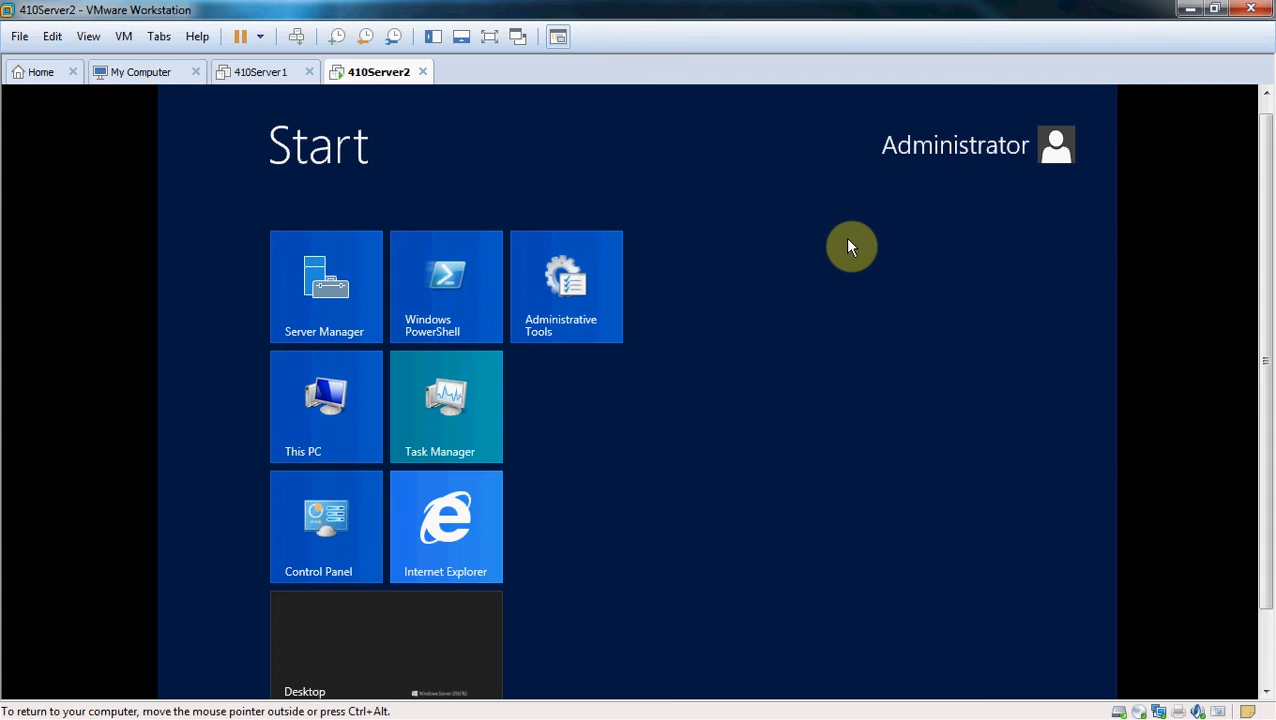 410Server2 - VMware Workstation
File Edit View VM Tabs Help
Home My Computer 410Server1 410Server2
Start
Administrator
Server Manager
Windows PowerShell
Administrative Tools
This PC
Task Manager
Control Panel
Internet Explorer
Desktop
To return to your computer, move the mouse pointer outside or press Ctrl+Alt.